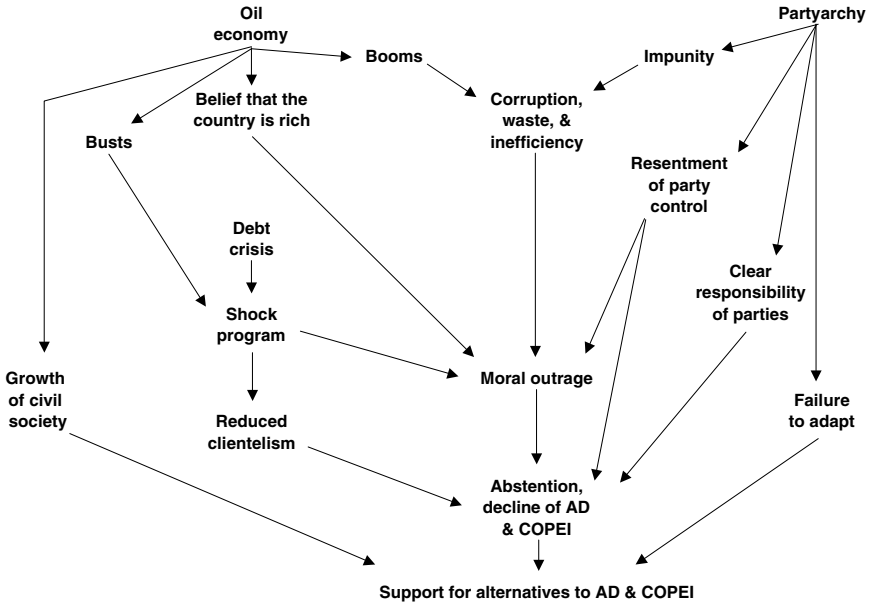 Oil
economy
Partyarchy
Booms
Impunity
Belief that the
country is rich
Corruption,
waste, &
inefficiency
Busts
Resentment
of party
control
Debt
crisis
Clear
responsibility
of parties
Shock
program
Growth
of civil
society
Moral outrage
Failure
to adapt
Reduced
clientelism
Abstention,
decline of AD
& COPEI
Support for alternatives to AD & COPEI